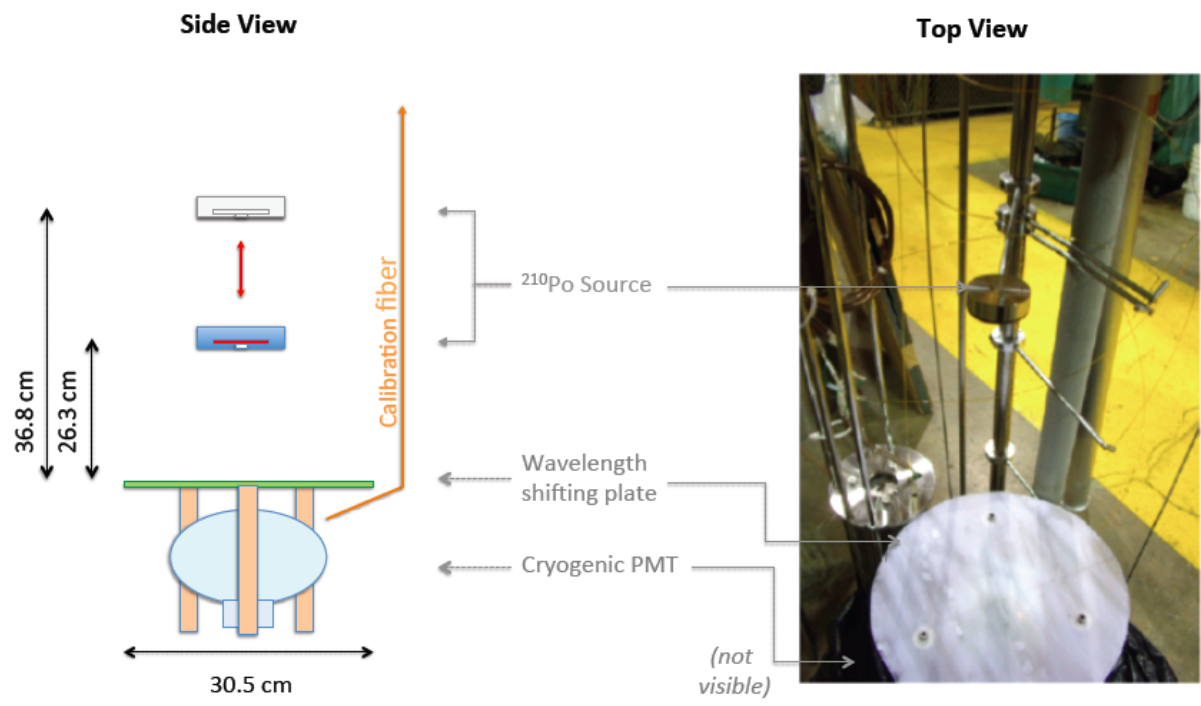 Side View
Top View
36.8 cm
26.3 cm
Calibration fiber
²¹⁰Po Source
Wavelength
shifting plate
Cryogenic PMT
(not
visible)
30.5 cm